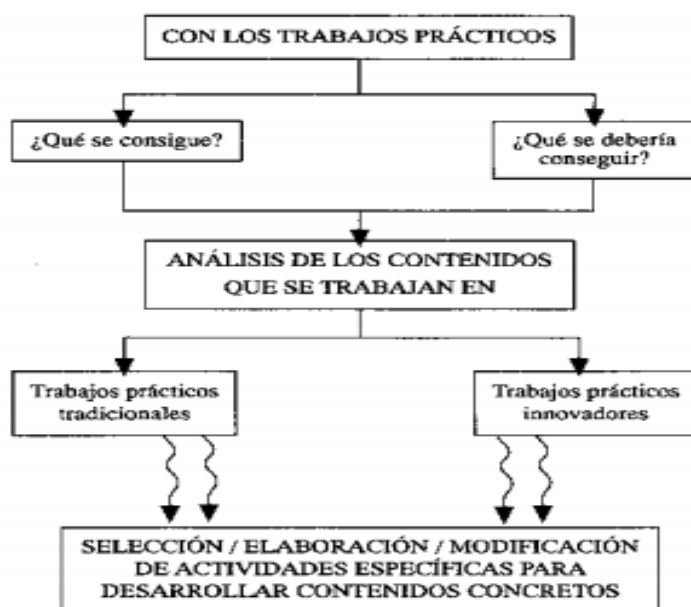 CON LOS TRABAJOS PRÁCTICOS
¿Qué se consigue?
¿Qué se debería
conseguir?
ANÁLISIS DE LOS CONTENIDOS
QUE SE TRABAJAN EN
Trabajos prácticos
tradicionales
Trabajos prácticos
innovadores
SELECCIÓN / ELABORACIÓN / MODIFICACIÓN
DE ACTIVIDADES ESPECÍFICAS PARA
DESARROLLAR CONTENIDOS CONCRETOS